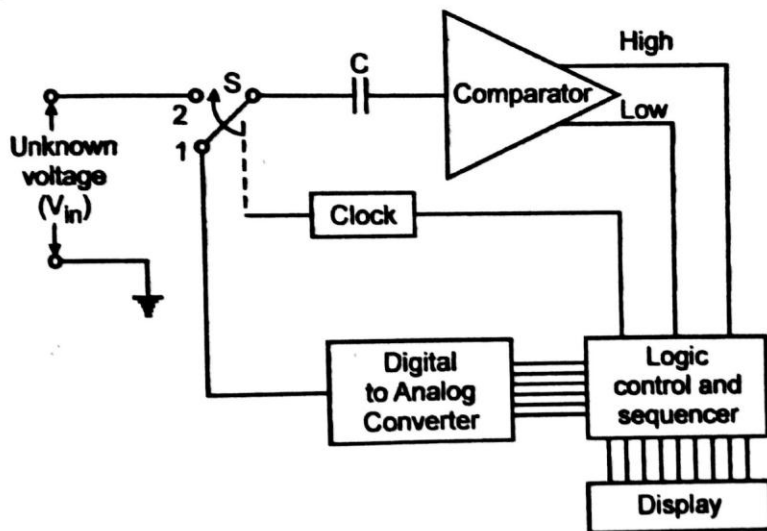 High
S
C
Comparator
2
Low
1
Unknown
voltage
(Vin)
Clock
Digital
to Analog
Converter
Logic
control and
sequencer
Display